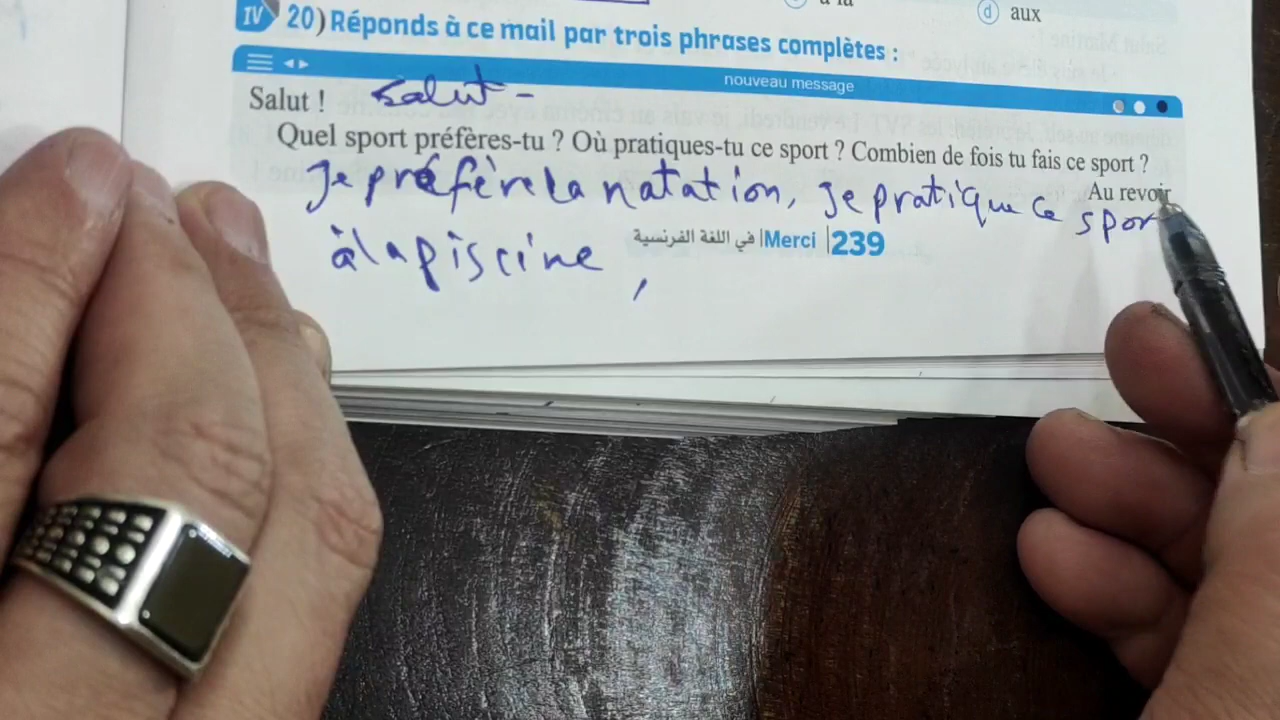 à la
d aux
IV 20) Réponds à ce mail par trois phrases complètes :
nouveau message
Salut ! Salut -
Quel sport préfères-tu ? Où pratiques-tu ce sport ? Combien de fois tu fais ce sport ?
Au revoir
Je préfère la natation, Je pratique ce spor
à la piscine ,
في اللغة الفرنسية | Merci | 239